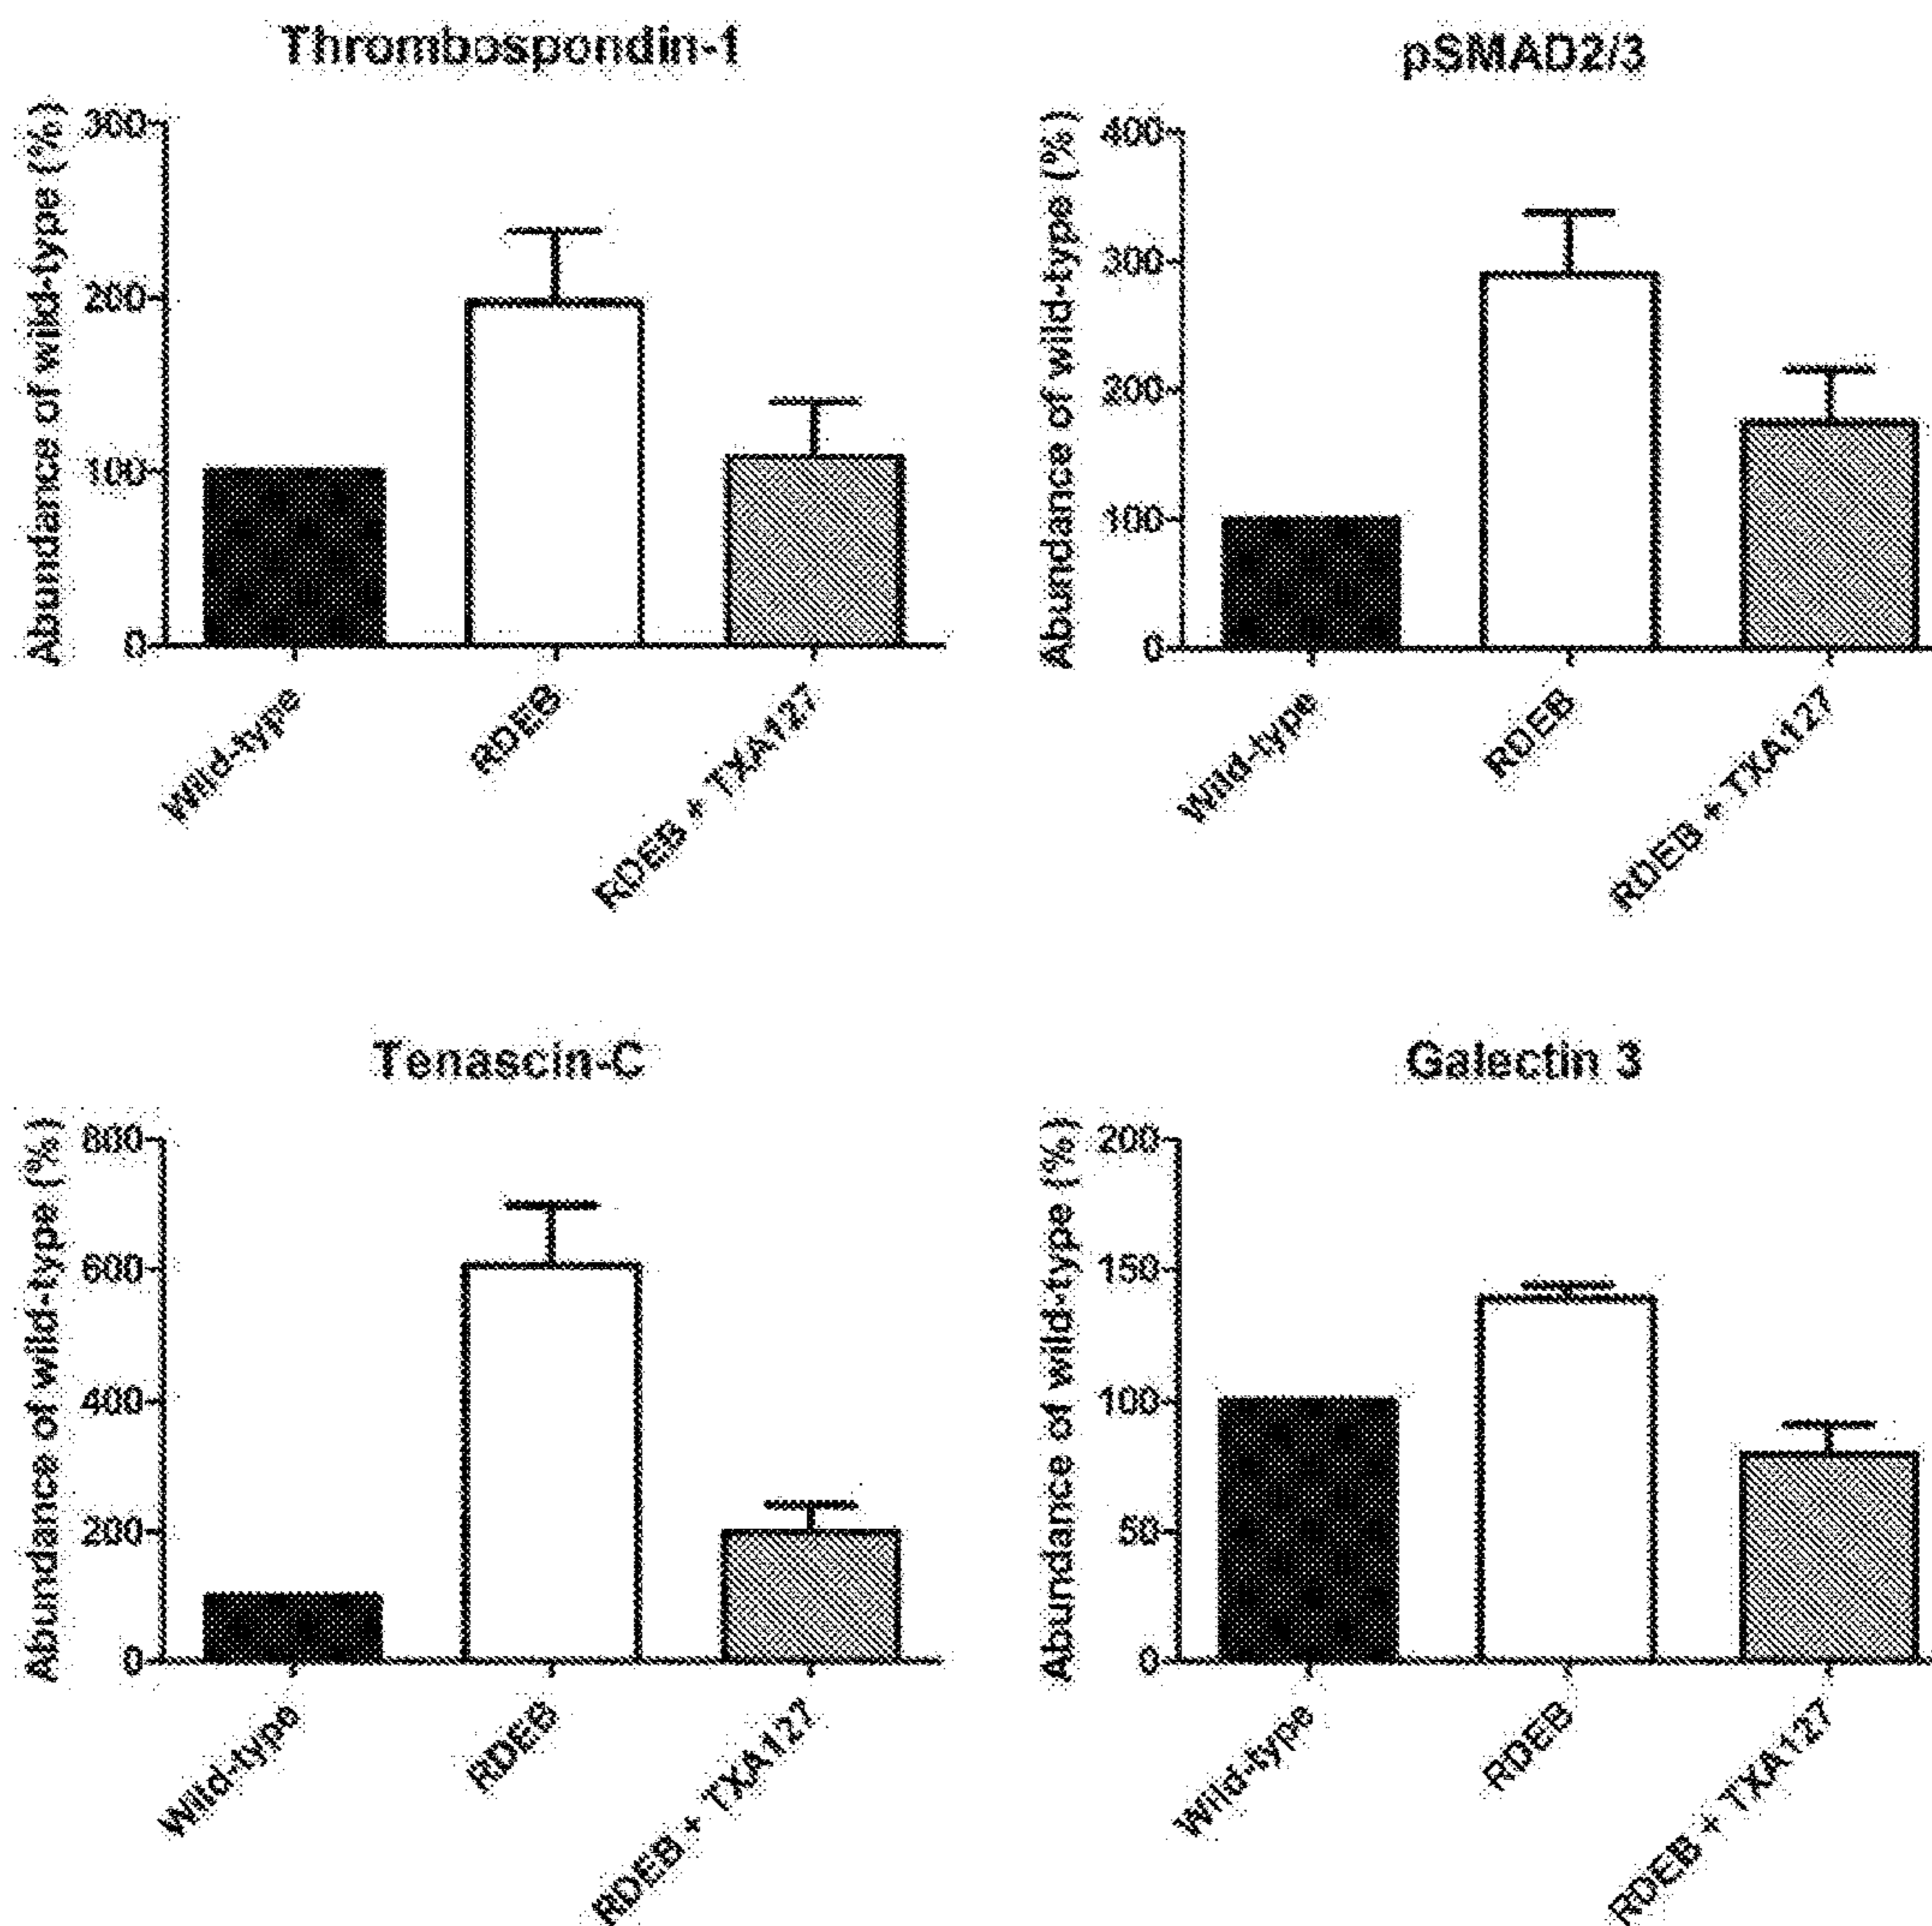 Thrombospondin-1
Abundance of wild-type (%)
300
200
100
0
Wild-type
RDEB
RDEB + TXA127
pSMAD2/3
Abundance of wild-type (%)
400
300
200
100
0
Wild-type
RDEB
RDEB + TXA127
Tenascin-C
Abundance of wild-type (%)
800
600
400
200
0
Wild-type
RDEB
RDEB + TXA127
Galectin 3
Abundance of wild-type (%)
200
150
100
50
0
Wild-type
RDEB
RDEB + TXA127